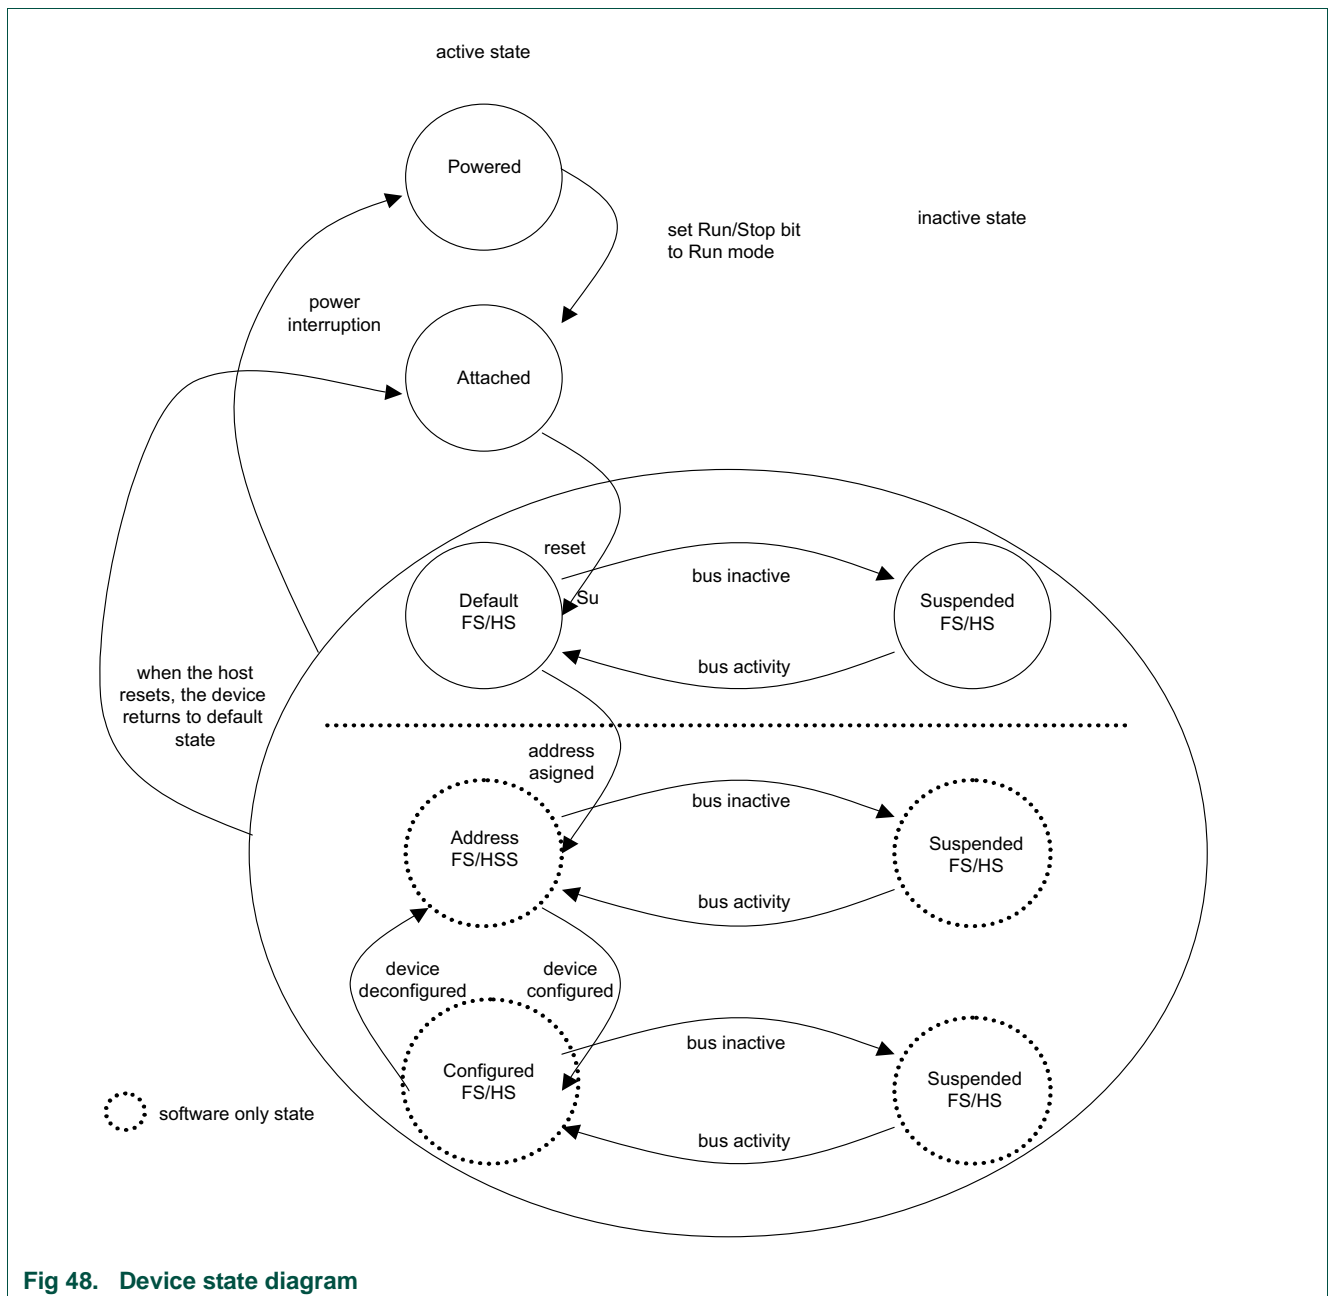 active state
Powered
set Run/Stop bit
to Run mode
inactive state
power
interruption
Attached
reset
bus inactive
Su
Default
FS/HS
Suspended
FS/HS
bus activity
when the host
resets, the device
returns to default
state
address
asigned
bus inactive
Address
FS/HSS
Suspended
FS/HS
bus activity
device
deconfigured
device
configured
bus inactive
Configured
FS/HS
Suspended
FS/HS
software only state
bus activity
Fig 48. Device state diagram